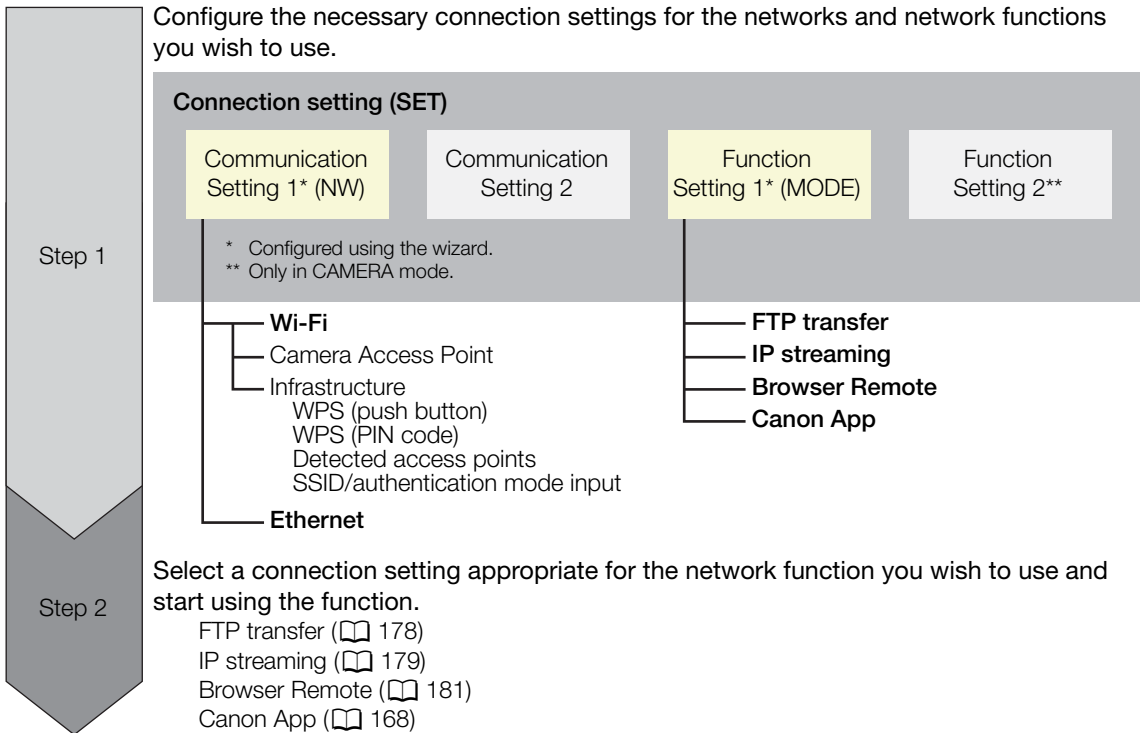 Configure the necessary connection settings for the networks and network functions
you wish to use.
Connection setting (SET)
Communication
Setting 1* (NW)
Communication
Setting 2
Function
Setting 1* (MODE)
Function
Setting 2**
* Configured using the wizard.
** Only in CAMERA mode.
Step 1
Wi-Fi
Camera Access Point
Infrastructure
WPS (push button)
WPS (PIN code)
Detected access points
SSID/authentication mode input
Ethernet
FTP transfer
IP streaming
Browser Remote
Canon App
Step 2
Select a connection setting appropriate for the network function you wish to use and
start using the function.
FTP transfer (178)
IP streaming (179)
Browser Remote (181)
Canon App (168)